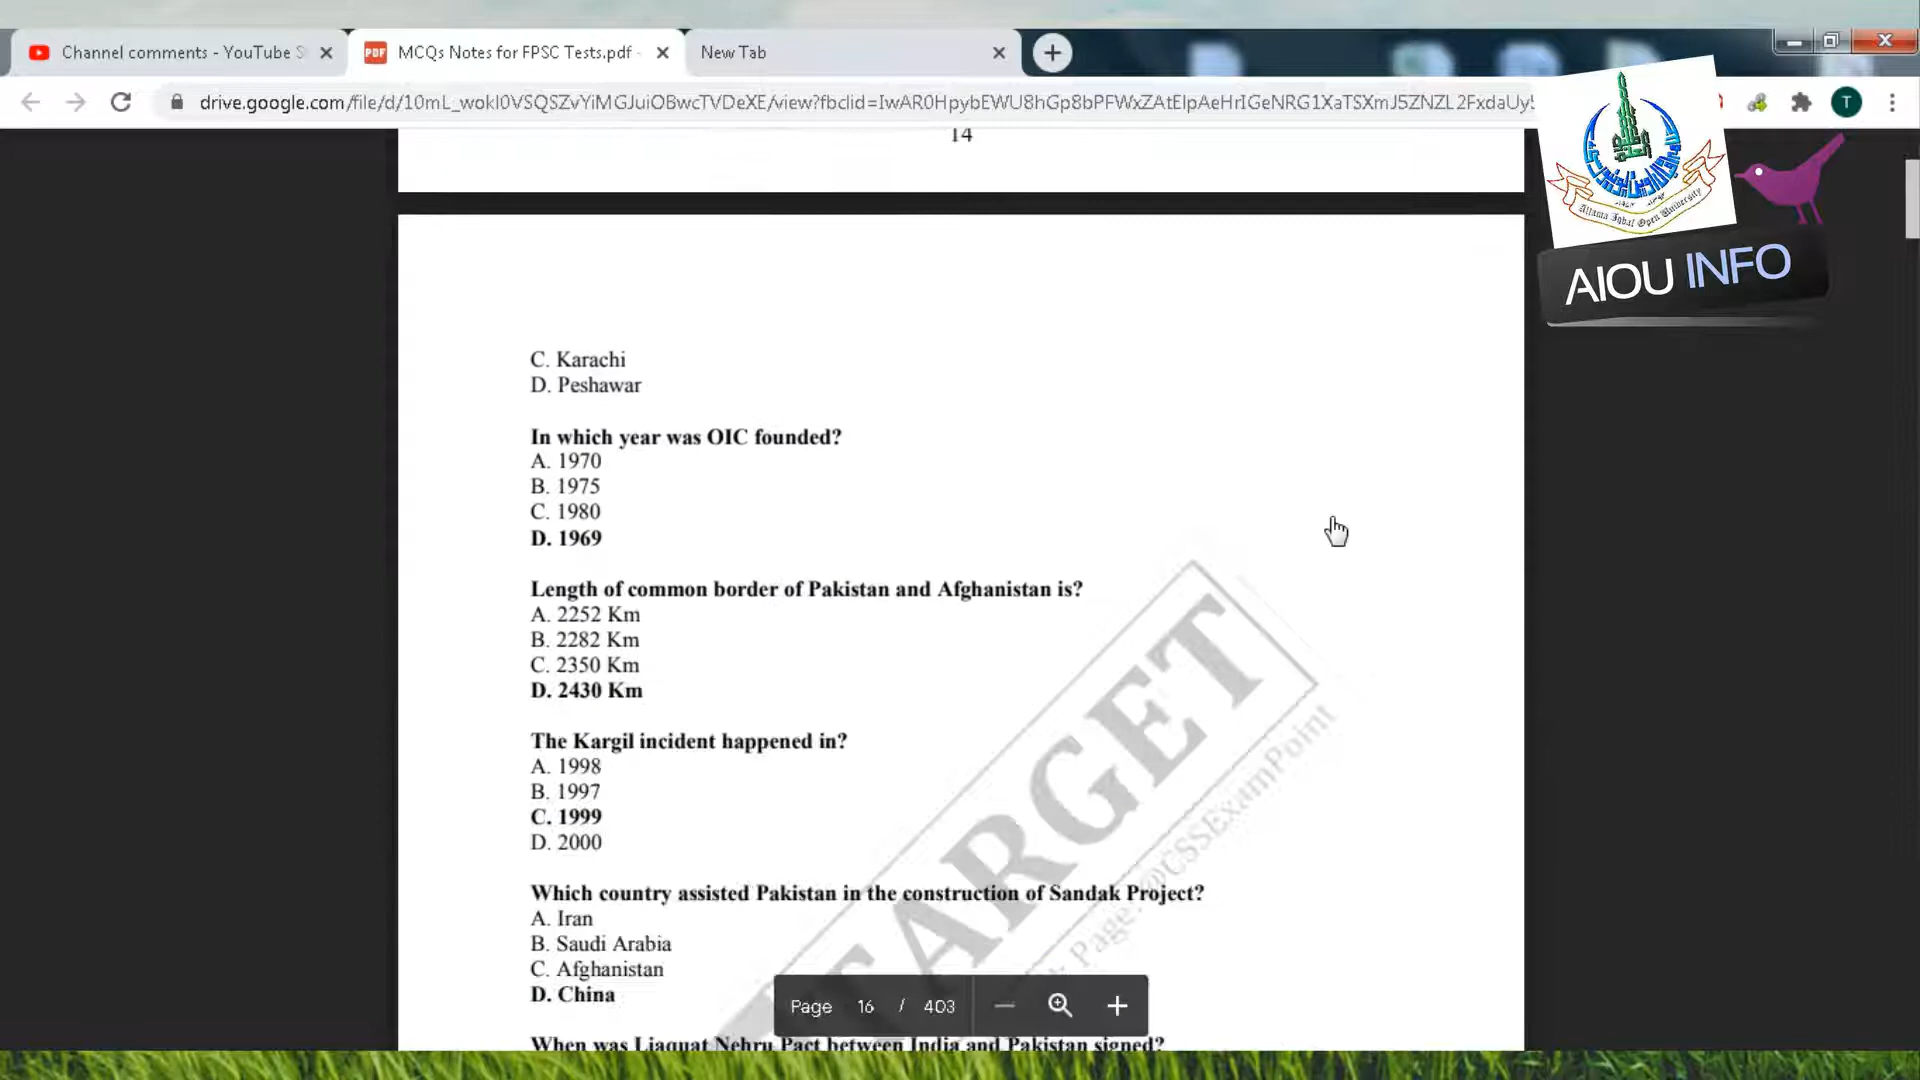 Channel comments - YouTube S
PDF
MCQs Notes for FPSC Tests.pdf -
New Tab
drive.google.com/file/d/10mL_wokI0VSQSZvYiMGJuiOBwcTVDeXE/view?fbclid=IwAR0HpybEWU8hGp8bPFWxZAtElpAeHrIGeNRG1XaTSXmJ5ZNZL2FxdaUy5
T
Allama Iqbal Open University
AIOU INFO
14
C. Karachi
D. Peshawar
In which year was OIC founded?
A. 1970
B. 1975
C. 1980
D. 1969
Length of common border of Pakistan and Afghanistan is?
A. 2252 Km
B. 2282 Km
C. 2350 Km
D. 2430 Km
The Kargil incident happened in?
A. 1998
B. 1997
C. 1999
D. 2000
Which country assisted Pakistan in the construction of Sandak Project?
A. Iran
B. Saudi Arabia
C. Afghanistan
D. China
When was Liaquat Nehru Pact between India and Pakistan signed?
TARGET
Page: @CSSExamPoint
Page 16 / 403